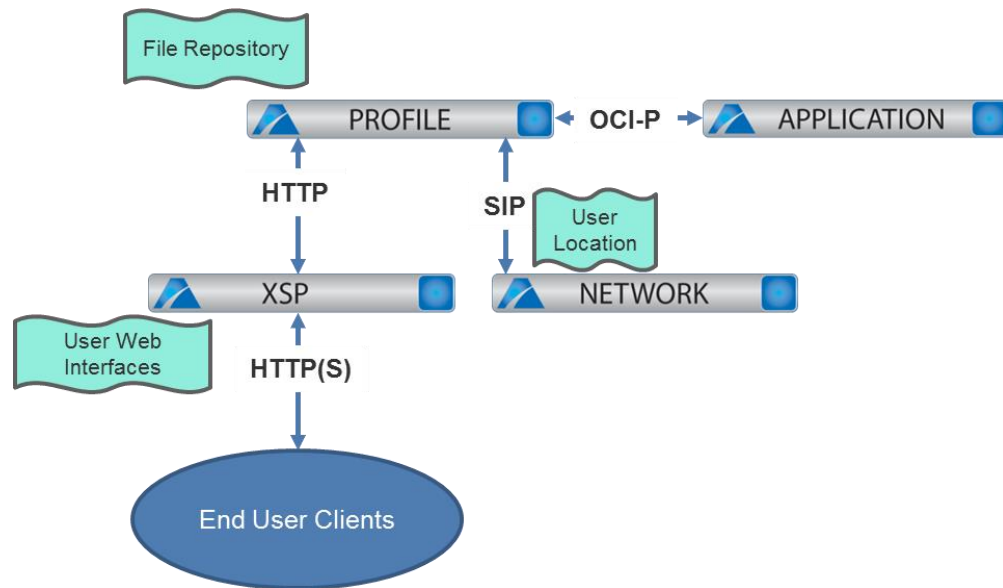 File Repository
PROFILE
OCI-P
APPLICATION
HTTP
SIP
User
Location
XSP
NETWORK
User Web
Interfaces
HTTP(S)
End User Clients